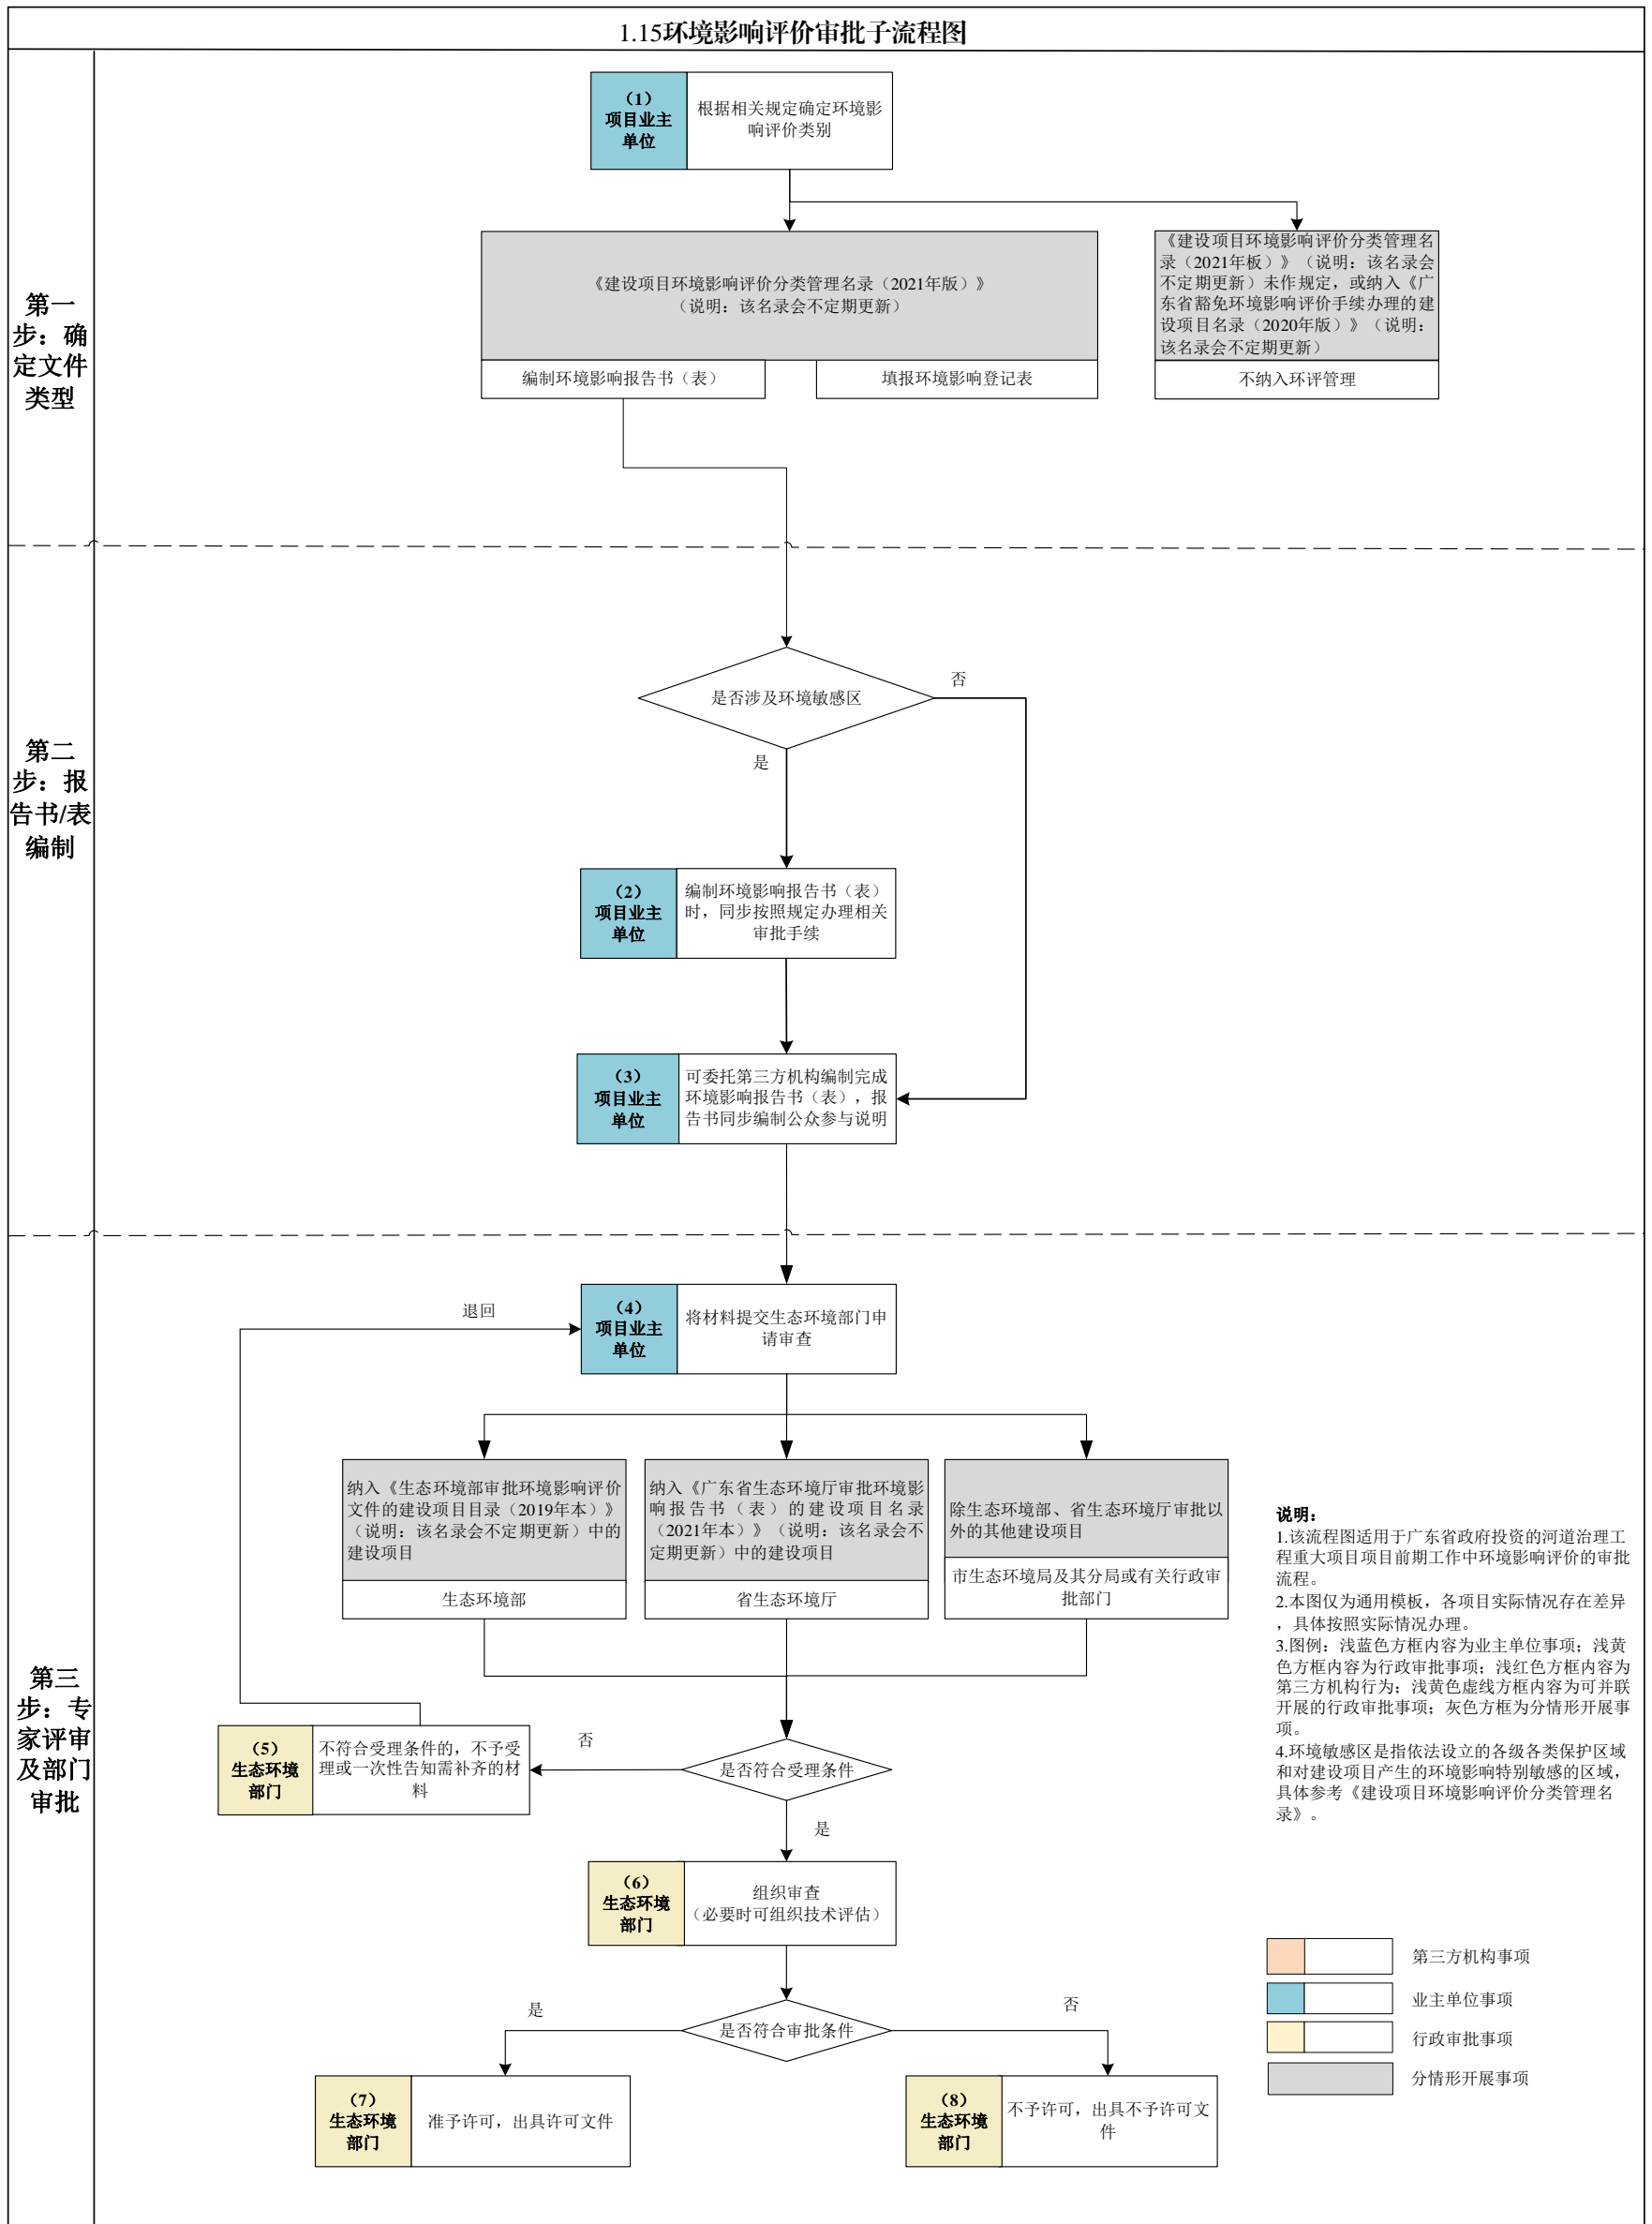 1.15环境影响评价审批子流程图
第一
步：确
定文件
类型
（1）
项目业主
单位
根据相关规定确定环境影
响评价类别
《建设项目环境影响评价分类管理名录（2021年版）》
（说明：该名录会不定期更新）
编制环境影响报告书（表）
填报环境影响登记表
《建设项目环境影响评价分类管理名
录（2021年板）》（说明：该名录会
不定期更新）未作规定，或纳入《广
东省豁免环境影响评价手续办理的建
设项目名录（2020年版）》（说明：
该名录会不定期更新）
不纳入环评管理
第二
步：报
告书/表
编制
是否涉及环境敏感区
否
是
（2）
项目业主
单位
编制环境影响报告书（表）
时，同步按照规定办理相关
审批手续
（3）
项目业主
单位
可委托第三方机构编制完成
环境影响报告书（表），报
告书同步编制公众参与说明
第三
步：专
家评审
及部门
审批
退回
（4）
项目业主
单位
将材料提交生态环境部门申
请审查
纳入《生态环境部审批环境影响评价
文件的建设项目目录（2019年本）》
（说明：该名录会不定期更新）中的
建设项目
生态环境部
纳入《广东省生态环境厅审批环境影
响报告书（表）的建设项目名录
（2021年本）》（说明：该名录会不
定期更新）中的建设项目
省生态环境厅
除生态环境部、省生态环境厅审批以
外的其他建设项目
市生态环境局及其分局或有关行政审
批部门
（5）
生态环境
部门
不符合受理条件的，不予受
理或一次性告知需补齐的材
料
否
是否符合受理条件
是
（6）
生态环境
部门
组织审查
（必要时可组织技术评估）
是
是否符合审批条件
否
（7）
生态环境
部门
准予许可，出具许可文件
（8）
生态环境
部门
不予许可，出具不予许可文
件
说明：
1.该流程图适用于广东省政府投资的河道治理工
程重大项目项目前期工作中环境影响评价的审批
流程。
2.本图仅为通用模板，各项目实际情况存在差异
，具体按照实际情况办理。
3.图例：浅蓝色方框内容为业主单位事项；浅黄
色方框内容为行政审批事项；浅红色方框内容为
第三方机构行为；浅黄色虚线方框内容为可并联
开展的行政审批事项；灰色方框为分情形开展事
项。
4.环境敏感区是指依法设立的各级各类保护区域
和对建设项目产生的环境影响特别敏感的区域，
具体参考《建设项目环境影响评价分类管理名
录》。
第三方机构事项
业主单位事项
行政审批事项
分情形开展事项